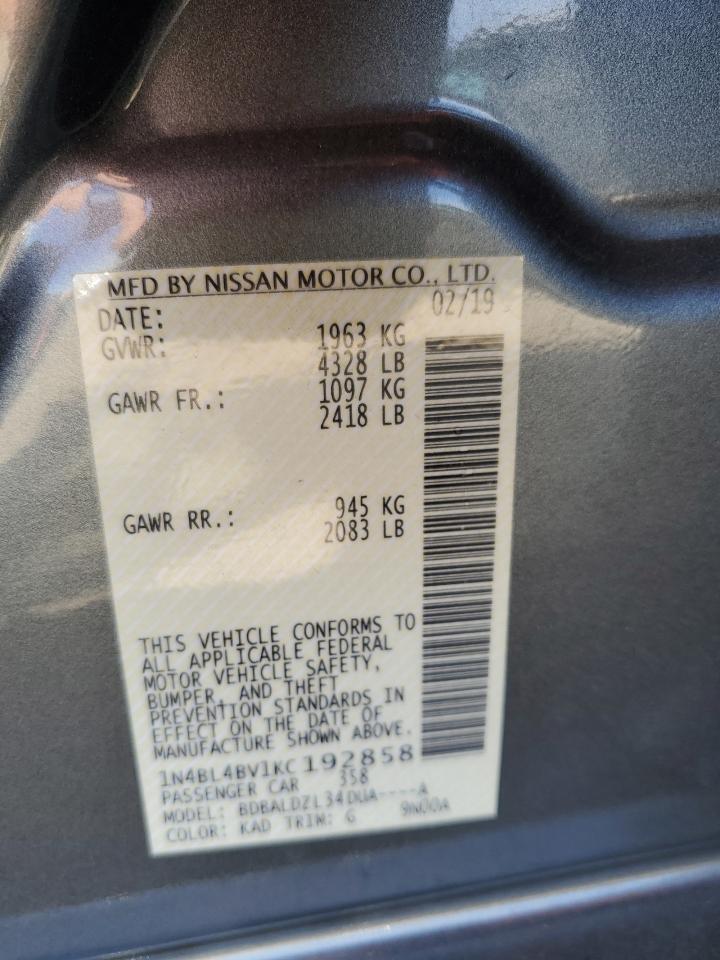 MFD BY NISSAN MOTOR CO., LTD.
DATE: 02/19
GVWR: 1963 KG
4328 LB
GAWR FR.: 1097 KG
2418 LB
GAWR RR.: 945 KG
2083 LB
THIS VEHICLE CONFORMS TO
ALL APPLICABLE FEDERAL
MOTOR VEHICLE SAFETY,
BUMPER, AND THEFT
PREVENTION STANDARDS IN
EFFECT ON THE DATE OF
MANUFACTURE SHOWN ABOVE.
1N4BL4BV1KC192858
PASSENGER CAR 358
MODEL: BDBALDZL34DUA----A
COLOR: KAD TRIM: G 9N00A